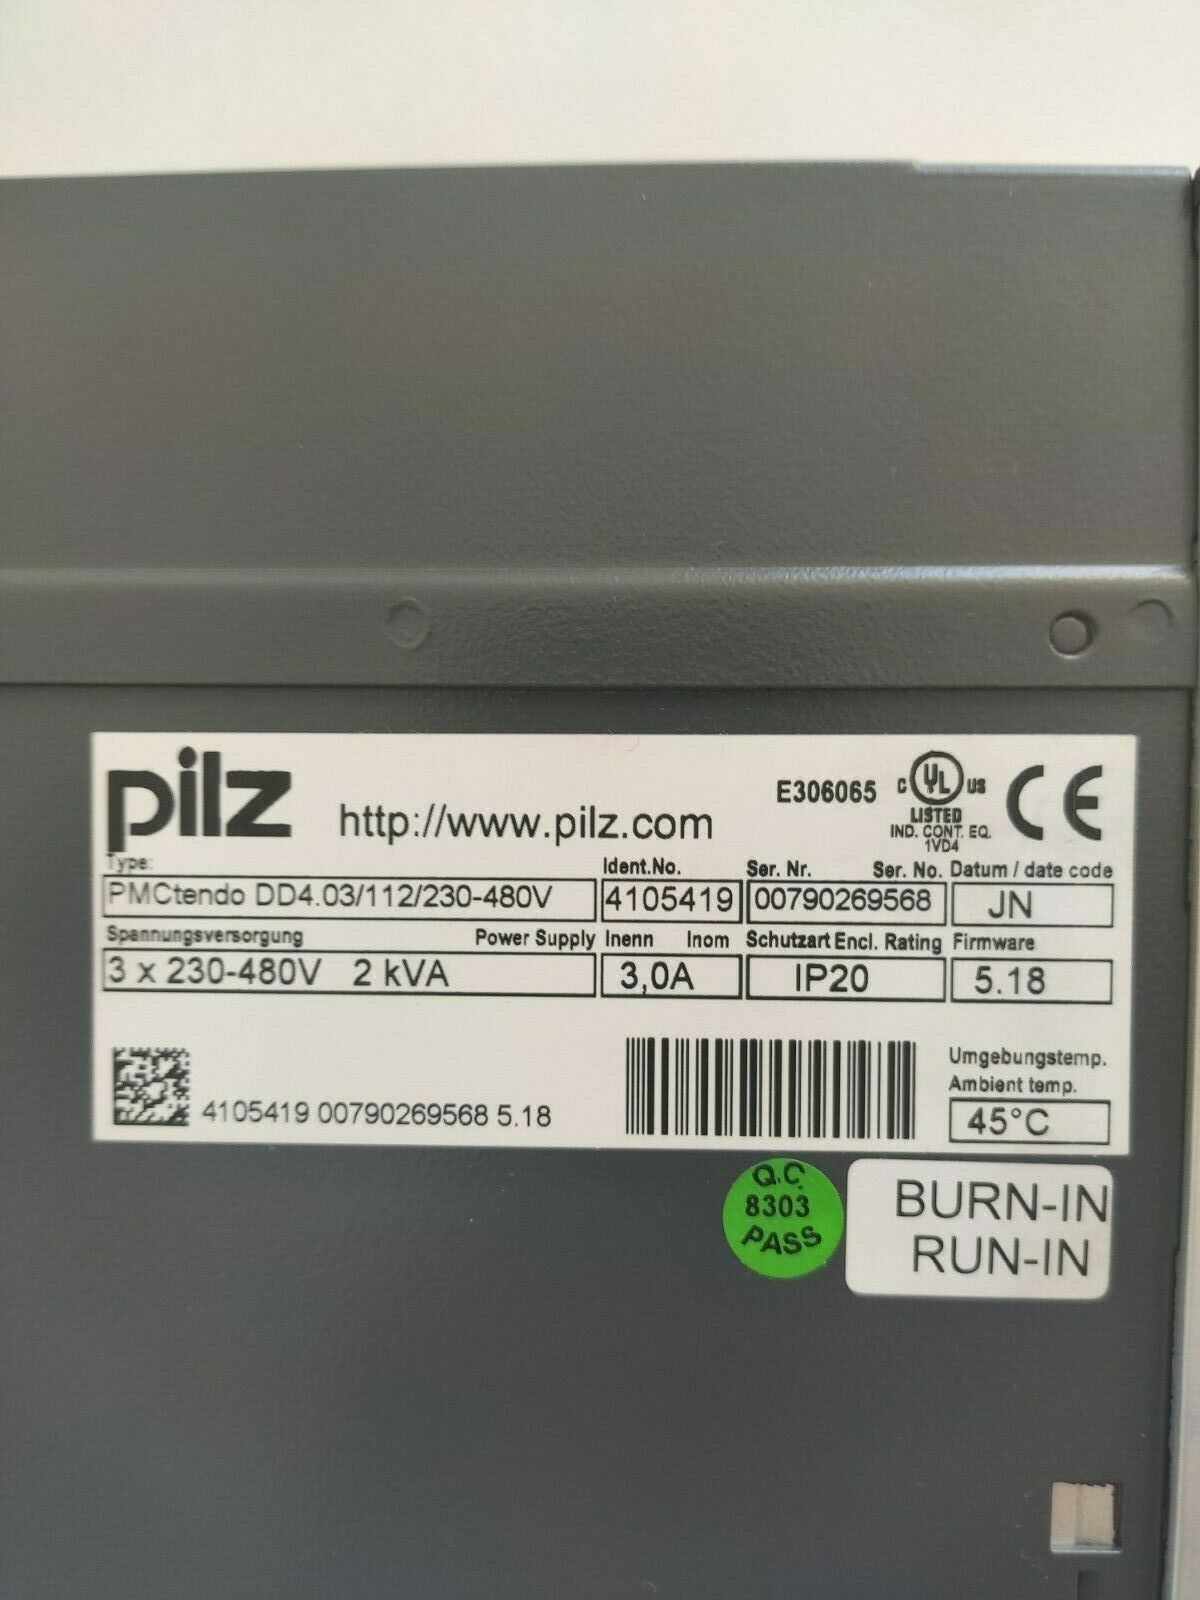 pilz http://www.pilz.com E306065 C UL US CE
LISTED
IND. CONT. EQ.
1VD4
Type: Ident.No. Ser. Nr. Ser. No. Datum / date code
PMCtendo DD4.03/112/230-480V 4105419 00790269568 JN
Spannungsversorgung Power Supply Inenn Inom Schutzart Encl. Rating Firmware
3 x 230-480V 2 kVA 3,0A IP20 5.18
Umgebungstemp.
Ambient temp.
4105419 00790269568 5.18 45°C
Q.C.
8303
PASS
BURN-IN
RUN-IN